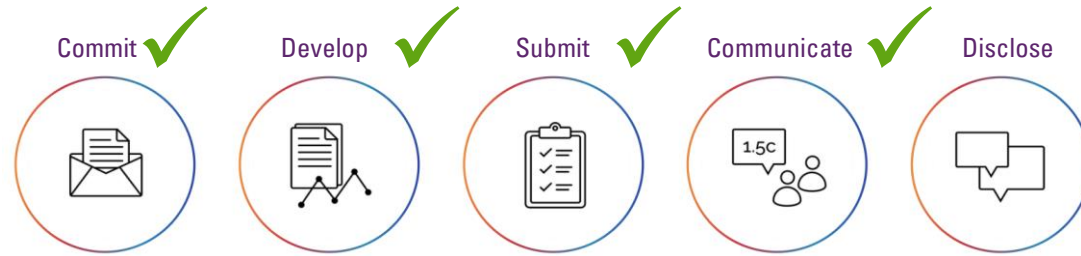 Commit
Develop
Submit
Communicate
Disclose
1.5c